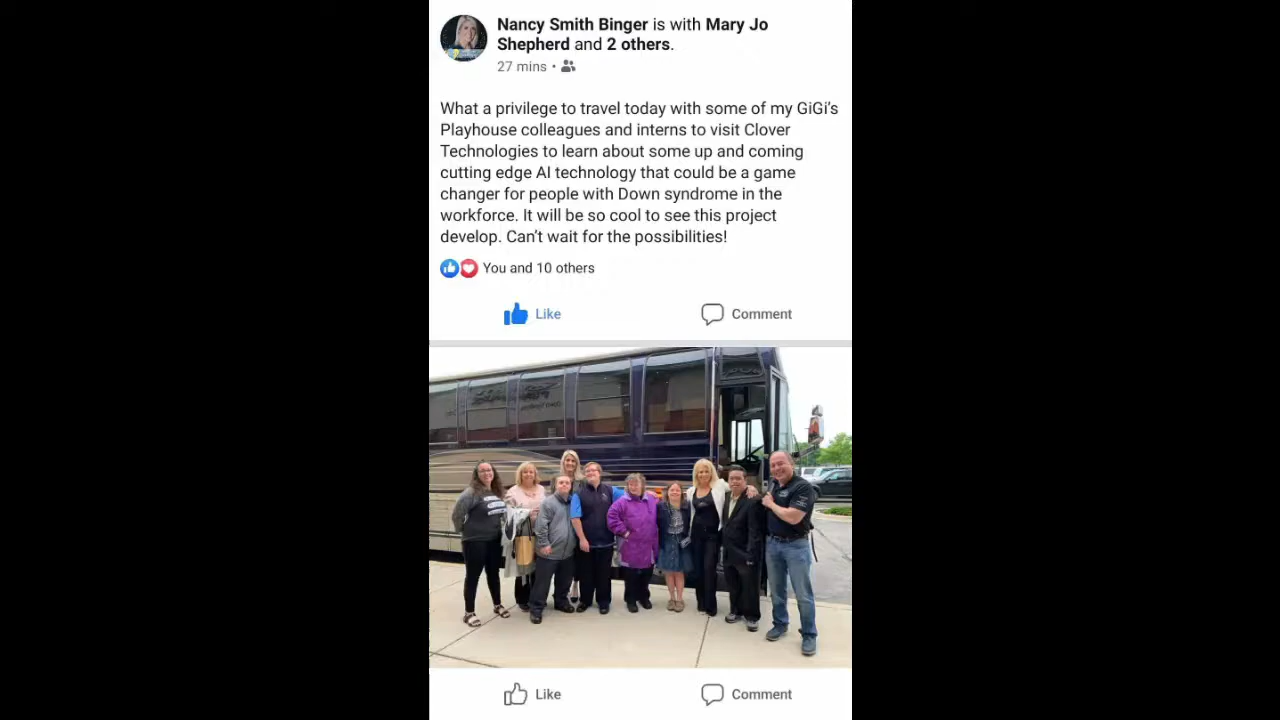 Nancy Smith Binger is with Mary Jo
Shepherd and 2 others.
27 mins •
What a privilege to travel today with some of my GiGi's
Playhouse colleagues and interns to visit Clover
Technologies to learn about some up and coming
cutting edge AI technology that could be a game
changer for people with Down syndrome in the
workforce. It will be so cool to see this project
develop. Can't wait for the possibilities!
You and 10 others
Like
Comment
Like
Comment